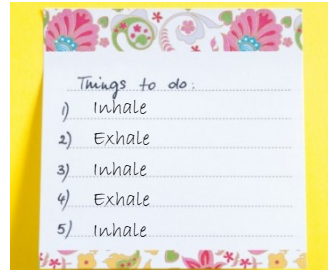 Things to do:
1) Inhale
2) Exhale
3) Inhale
4) Exhale
5) Inhale